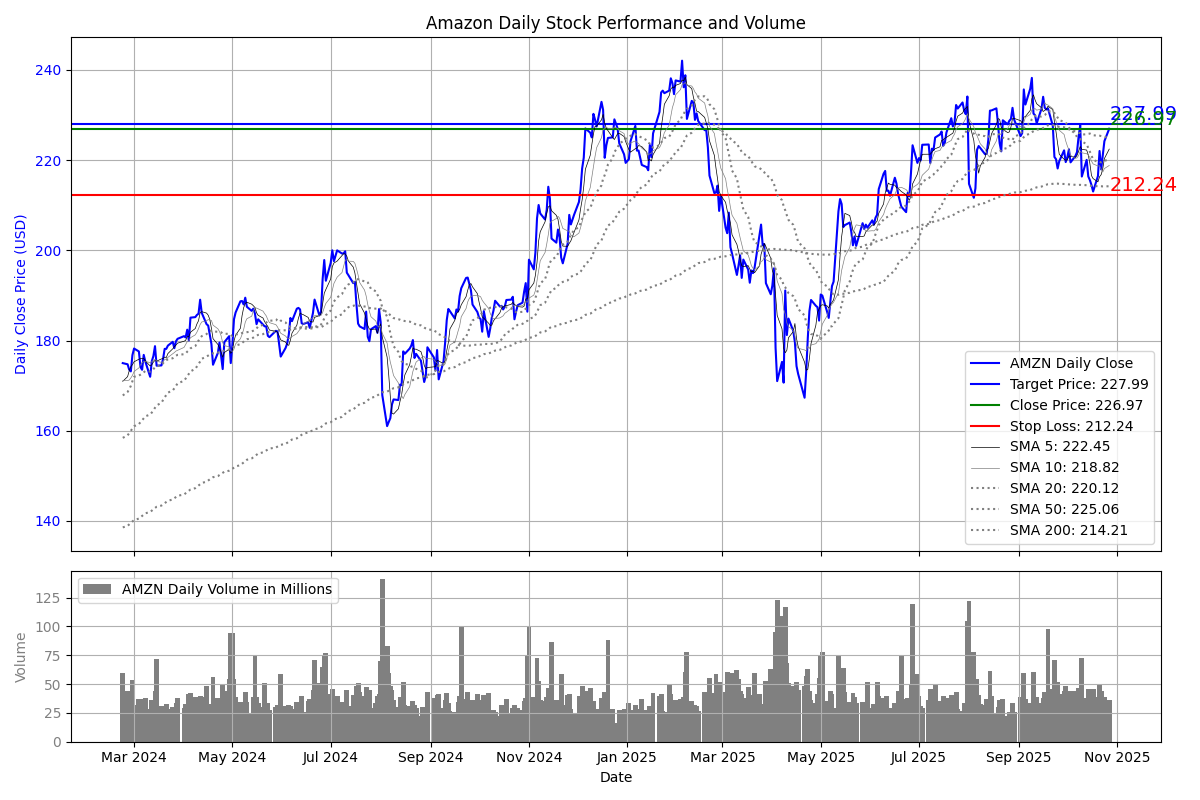 Amazon Daily Stock Performance and Volume
Daily Close Price (USD)
240
220
200
180
160
140
227.99
226.97
212.24
AMZN Daily Close
Target Price: 227.99
Close Price: 226.97
Stop Loss: 212.24
SMA 5: 222.45
SMA 10: 218.82
SMA 20: 220.12
SMA 50: 225.06
SMA 200: 214.21
Volume
125
100
75
50
25
0
AMZN Daily Volume in Millions
Mar 2024 May 2024 Jul 2024 Sep 2024 Nov 2024 Jan 2025 Mar 2025 May 2025 Jul 2025 Sep 2025 Nov 2025
Date